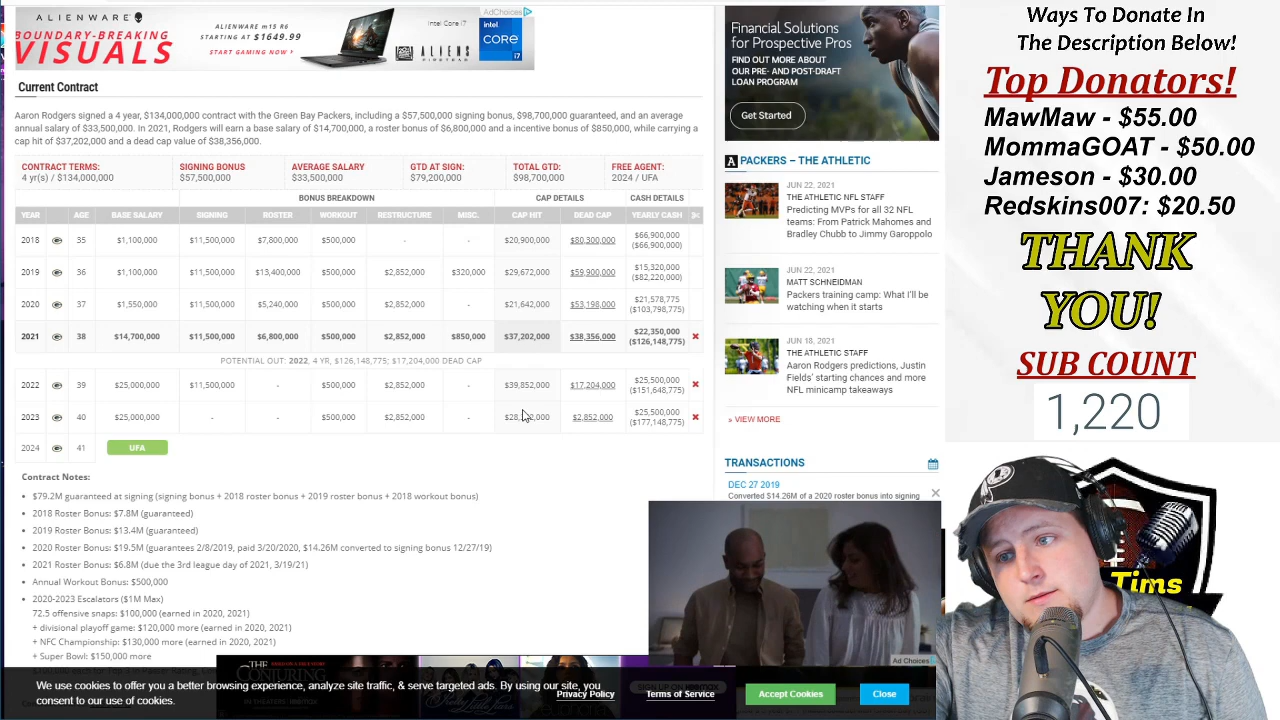 ALIENWARE
BOUNDARY-BREAKING
VISUALS
ALIENWARE m15 R6
STARTING AT $1649.99
START GAMING NOW
Intel Core i7
intel
CORE
i7
ALIENS
AdChoices
Current Contract
Aaron Rodgers signed a 4 year, $134,000,000 contract with the Green Bay Packers, including a $57,500,000 signing bonus, $98,700,000 guaranteed, and an average
annual salary of $33,500,000. In 2021, Rodgers will earn a base salary of $14,700,000, a roster bonus of $6,800,000 and a incentive bonus of $850,000, while carrying a
cap hit of $37,202,000 and a dead cap value of $38,356,000.
CONTRACT TERMS: SIGNING BONUS AVERAGE SALARY GTD AT SIGN: TOTAL GTD: FREE AGENT:
4 yr(s) / $134,000,000 $57,500,000 $33,500,000 $79,200,000 $98,700,000 2024 / UFA
BONUS BREAKDOWN CAP DETAILS CASH DETAILS
YEAR AGE BASE SALARY SIGNING ROSTER WORKOUT RESTRUCTURE MISC. CAP HIT DEAD CAP YEARLY CASH
2018 35 $1,100,000 $11,500,000 $7,800,000 $500,000 - - $20,900,000 $80,300,000 $66,900,000
($66,900,000)
2019 36 $1,100,000 $11,500,000 $13,400,000 $500,000 $2,852,000 $320,000 $29,672,000 $59,900,000 $15,320,000
($82,220,000)
2020 37 $1,550,000 $11,500,000 $5,240,000 $500,000 $2,852,000 - $21,642,000 $53,198,000 $21,578,775
($103,798,775)
2021 38 $14,700,000 $11,500,000 $6,800,000 $500,000 $2,852,000 $850,000 $37,202,000 $38,356,000 $22,350,000
($126,148,775)
POTENTIAL OUT: 2022, 4 YR, $126,148,775; $17,204,000 DEAD CAP
2022 39 $25,000,000 $11,500,000 - $500,000 $2,852,000 - $39,852,000 $17,204,000 $25,500,000
($151,648,775)
2023 40 $25,000,000 - - $500,000 $2,852,000 - $2,852,000 $25,500,000
($177,148,775)
2024 41 UFA
Contract Notes:
• $79.2M guaranteed at signing (signing bonus + 2018 roster bonus + 2019 roster bonus + 2018 workout bonus)
• 2018 Roster Bonus: $7.8M (guaranteed)
• 2019 Roster Bonus: $13.4M (guaranteed)
• 2020 Roster Bonus: $19.5M (guarantees 2/8/2019, paid 3/20/2020, $14.26M converted to signing bonus 12/27/19)
• 2021 Roster Bonus: $6.8M (due the 3rd league day of 2021, 3/19/21)
• Annual Workout Bonus: $500,000
• 2020-2023 Escalators ($1M Max)
72.5 offensive snaps: $100,000 (earned in 2020, 2021)
+ divisional playoff game: $120,000 more (earned in 2020, 2021)
+ NFC Championship: $130,000 more (earned in 2020, 2021)
+ Super Bowl: $150,000 more
THE
CONJURING
IN THEATERS
We use cookies to offer you a better browsing experience, analyze site traffic, & serve targeted ads. By using our site, you
consent to our use of cookies.
Privacy Policy
Terms of Service
Accept Cookies
Close
Financial Solutions
for Prospective Pros
FIND OUT MORE ABOUT
OUR PRE- AND POST-DRAFT
LOAN PROGRAM
Get Started
A PACKERS – THE ATHLETIC
JUN 22, 2021
THE ATHLETIC NFL STAFF
Predicting MVPs for all 32 NFL
teams: From Patrick Mahomes and
Bradley Chubb to Jimmy Garoppolo
JUN 22, 2021
MATT SCHNEIDMAN
Packers training camp: What I'll be
watching when it starts
JUN 18, 2021
THE ATHLETIC STAFF
Aaron Rodgers predictions, Justin
Fields' starting chances and more
NFL minicamp takeaways
» VIEW MORE
TRANSACTIONS
DEC 27 2019
Converted $14.26M of a 2020 roster bonus into signing
Ad Choices
Ways To Donate In
The Description Below!
Top Donators!
MawMaw - $55.00
MommaGOAT - $50.00
Jameson - $30.00
Redskins007: $20.50
THANK
YOU!
SUB COUNT
1,220
Tims